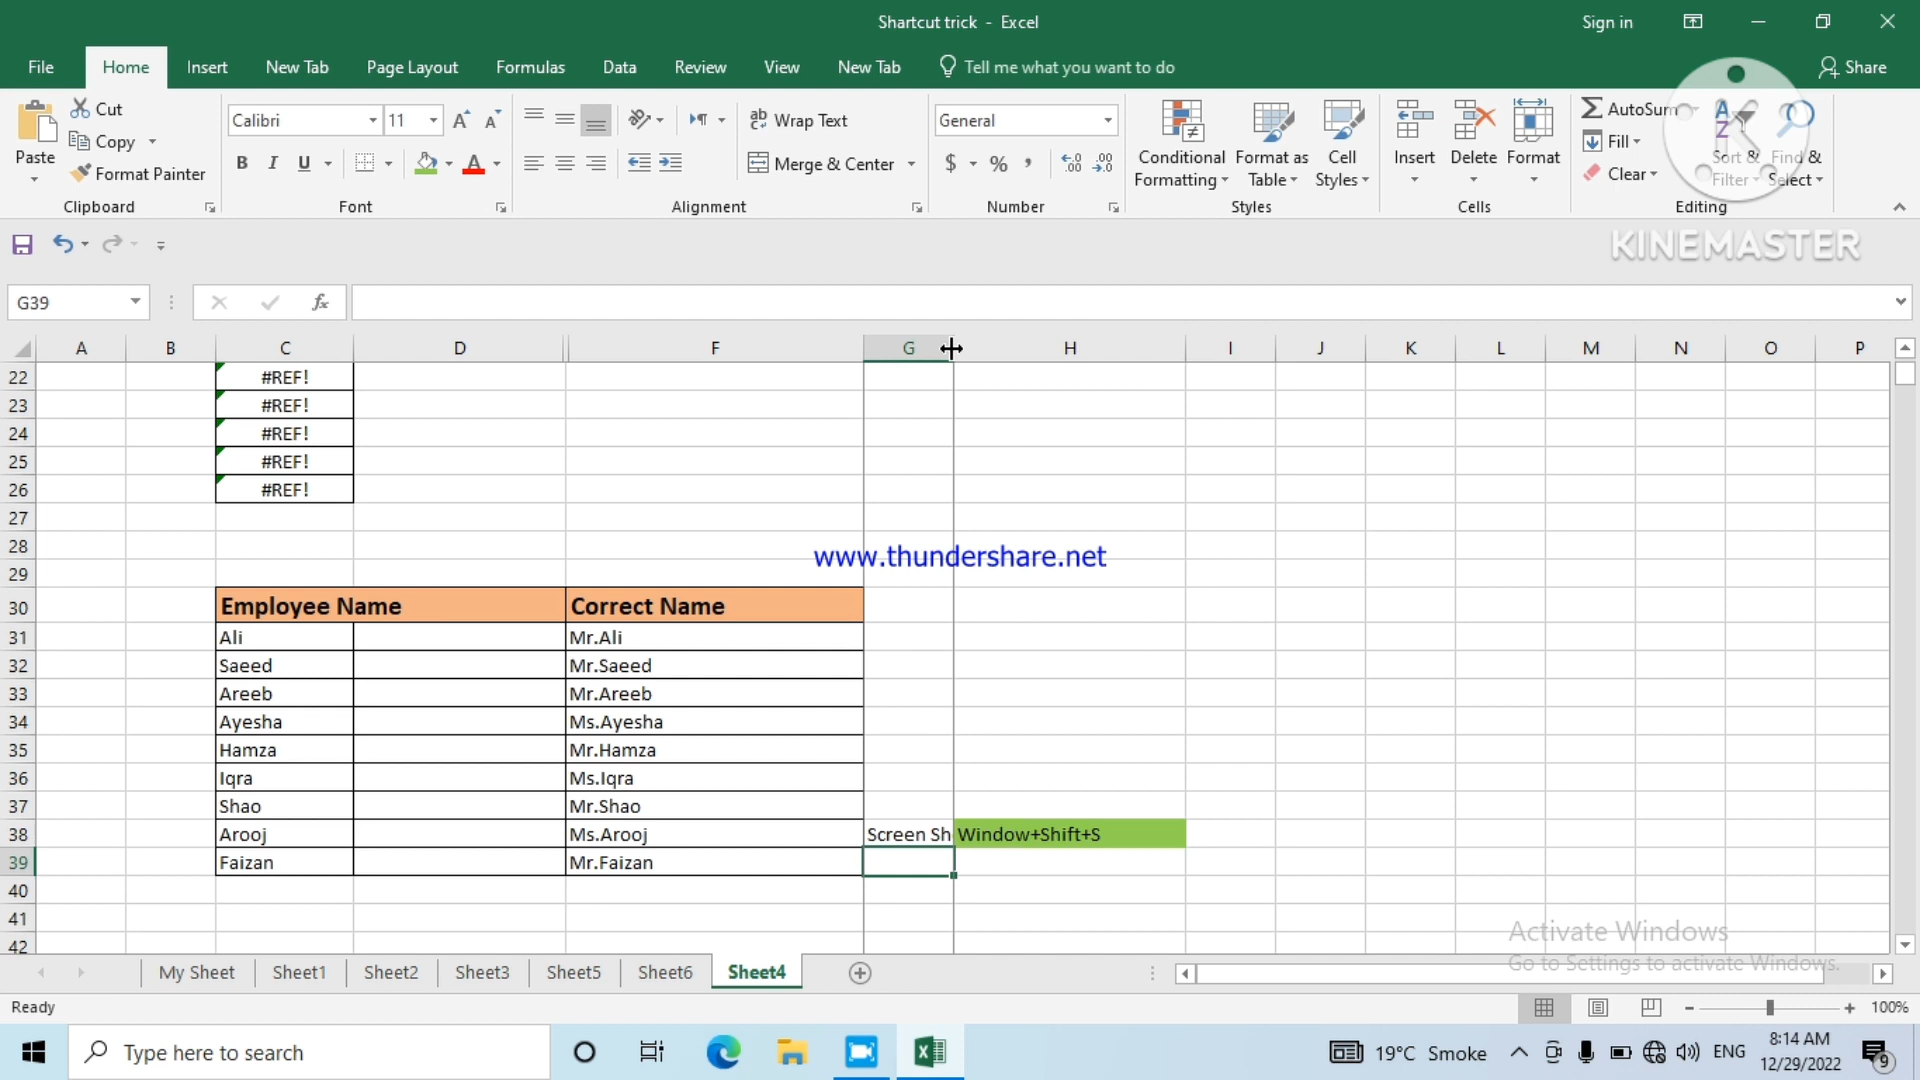 Shartcut trick - Excel
Sign in
File Home Insert New Tab Page Layout Formulas Data Review View New Tab Tell me what you want to do Share
Cut
Copy
Format Painter
Paste
Clipboard
Calibri 11
B I U
Font
Wrap Text
Merge & Center
Alignment
General
$ % ,
Number
Conditional Formatting
Format as Table
Cell Styles
Styles
Insert Delete Format
Cells
AutoSum
Fill
Clear
Sort & Filter
Find & Select
Editing
KINEMASTER
G39
fx
A B C D F G H I J K L M N O P
22 #REF!
23 #REF!
24 #REF!
25 #REF!
26 #REF!
27
28
www.thundershare.net
29
30 Employee Name Correct Name
31 Ali Mr.Ali
32 Saeed Mr.Saeed
33 Areeb Mr.Areeb
34 Ayesha Ms.Ayesha
35 Hamza Mr.Hamza
36 Iqra Ms.Iqra
37 Shao Mr.Shao
38 Arooj Ms.Arooj Screen Sh Window+Shift+S
39 Faizan Mr.Faizan
40
41
42
Activate Windows
Go to Settings to activate Windows.
My Sheet Sheet1 Sheet2 Sheet3 Sheet5 Sheet6 Sheet4
Ready
100%
Type here to search
19°C Smoke
ENG
8:14 AM
12/29/2022
9